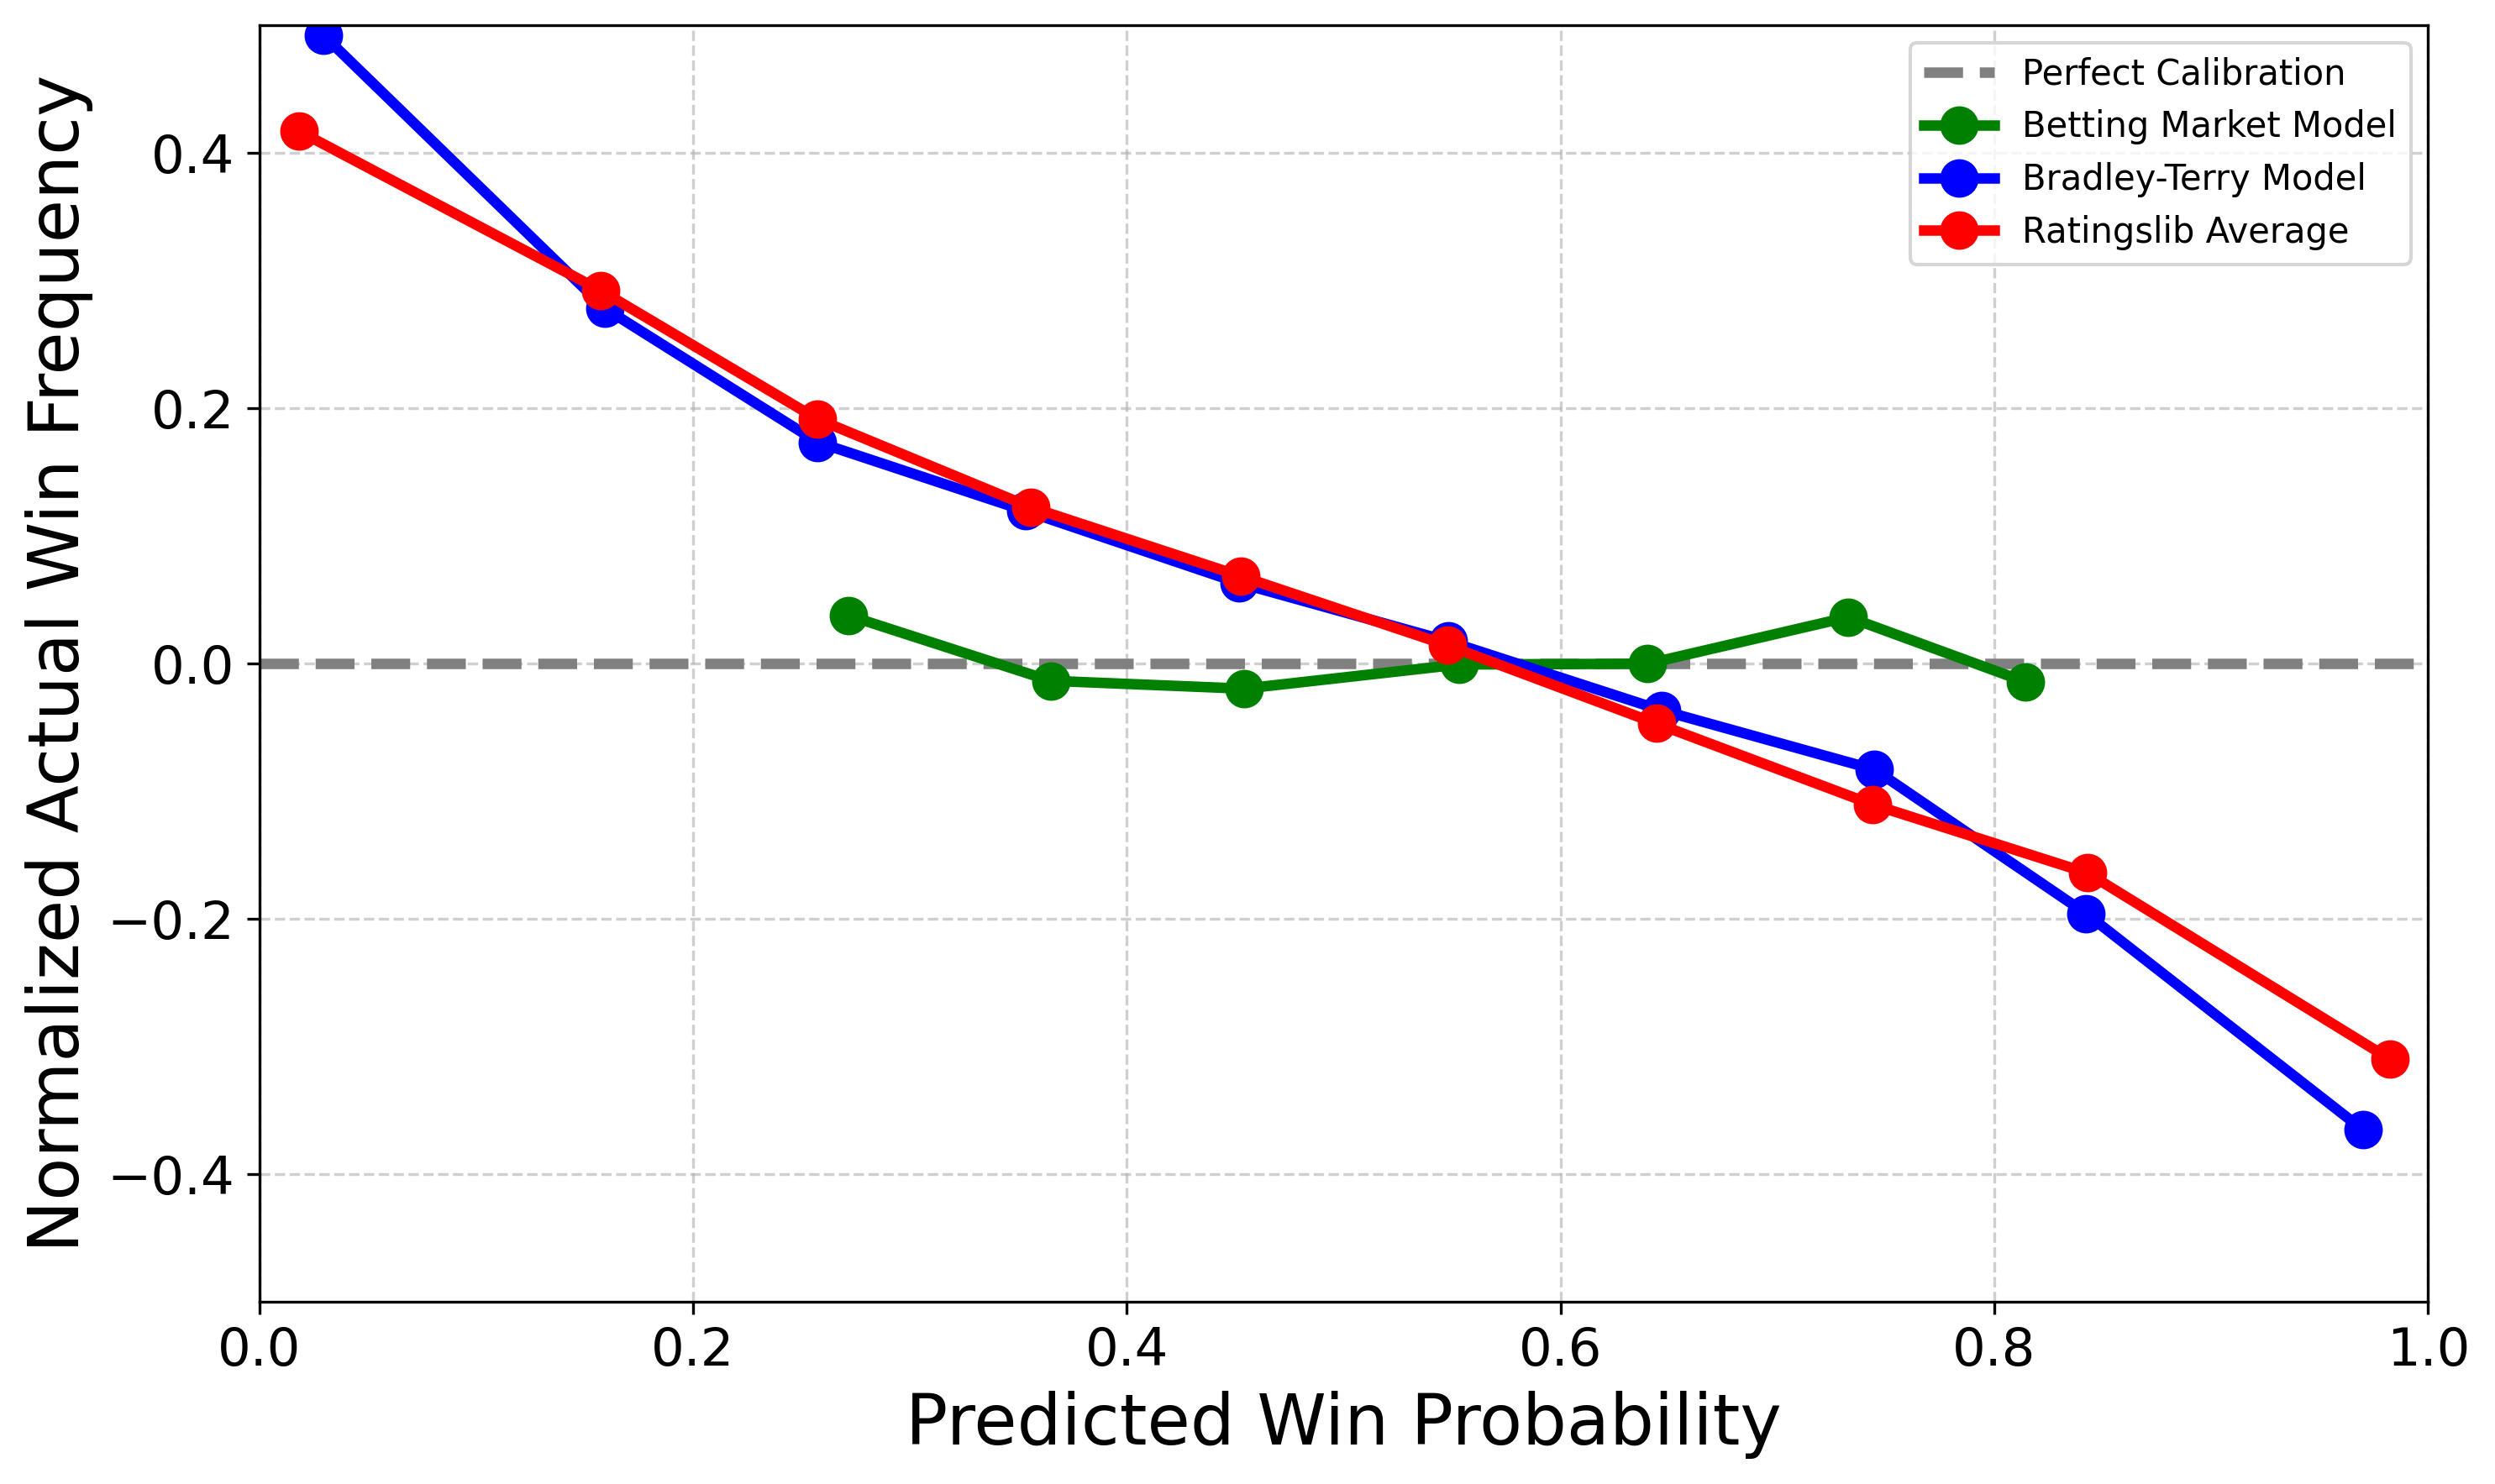 Normalized Actual Win Frequency
0.4
0.2
0.0
−0.2
−0.4
Perfect Calibration
Betting Market Model
Bradley-Terry Model
Ratingslib Average
0.0 0.2 0.4 0.6 0.8 1.0
Predicted Win Probability